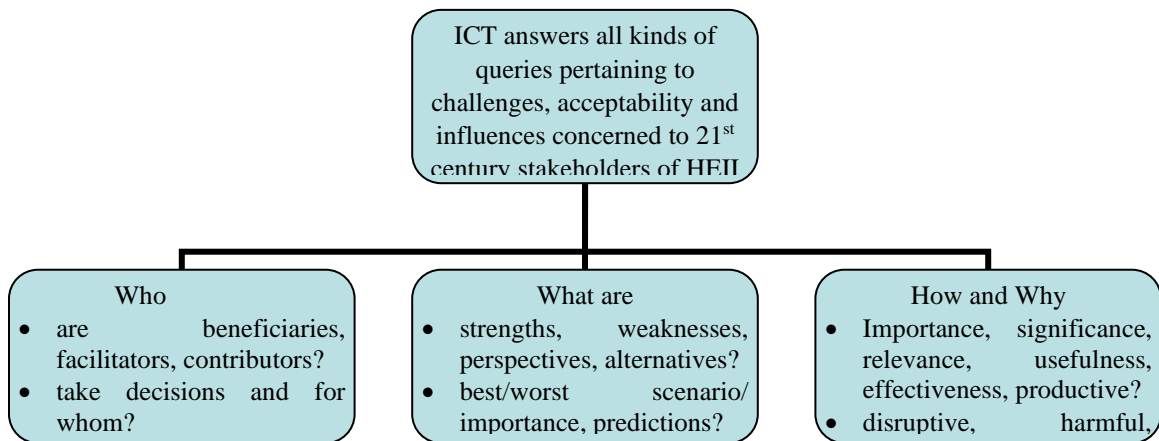 ICT answers all kinds of
queries pertaining to
challenges, acceptability and
influences concerned to 21st
century stakeholders of HEII
Who
• are beneficiaries,
facilitators, contributors?
• take decisions and for
whom?
What are
• strengths, weaknesses,
perspectives, alternatives?
• best/worst scenario/
importance, predictions?
How and Why
• Importance, significance,
relevance, usefulness,
effectiveness, productive?
• disruptive, harmful,